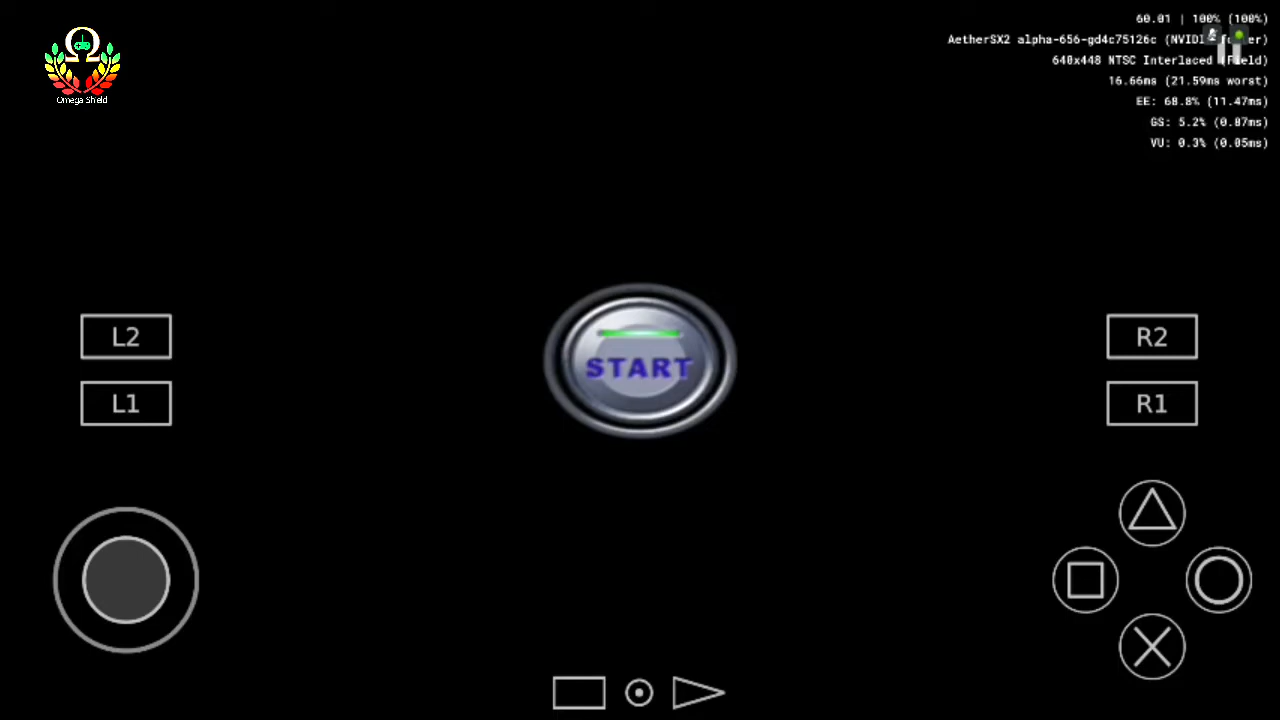 Omega Shield
60.01 | 100% (100%)
AetherSX2 alpha-656-gd4c75126c
640x448 NTSC Interlaced
16.66ms (21.59ms worst)
EE: 68.8% (11.47ms)
GS: 5.2% (0.87ms)
VU: 0.3% (0.05ms)
L2
R2
START
L1
R1